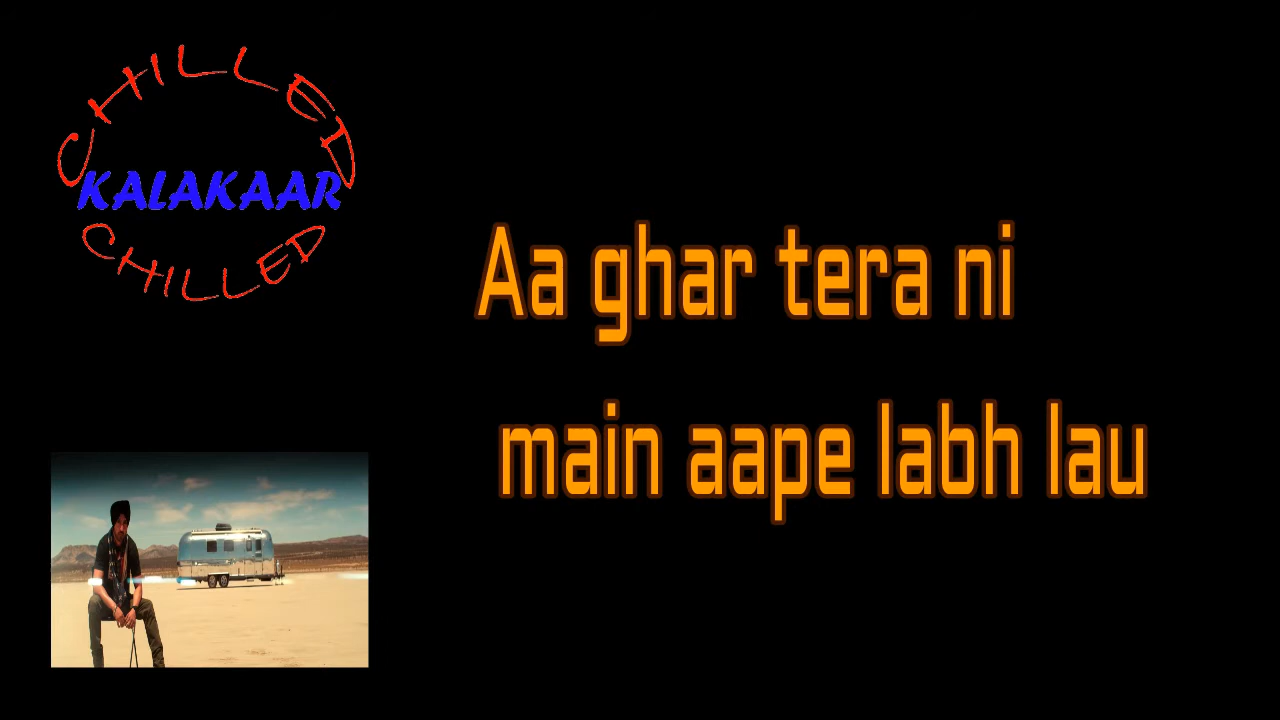 CHILLED
KALAKAAR
CHILLED
Aa ghar tera ni
main aape labh lau